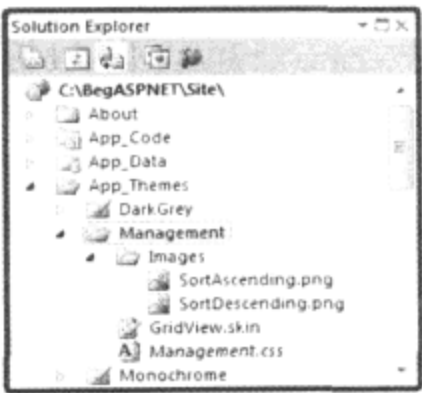 Solution Explorer
C:\BegASPNET\Site\
About
App_Code
App_Data
App_Themes
DarkGrey
Management
Images
SortAscending.png
SortDescending.png
GridView.skin
Management.css
Monochrome